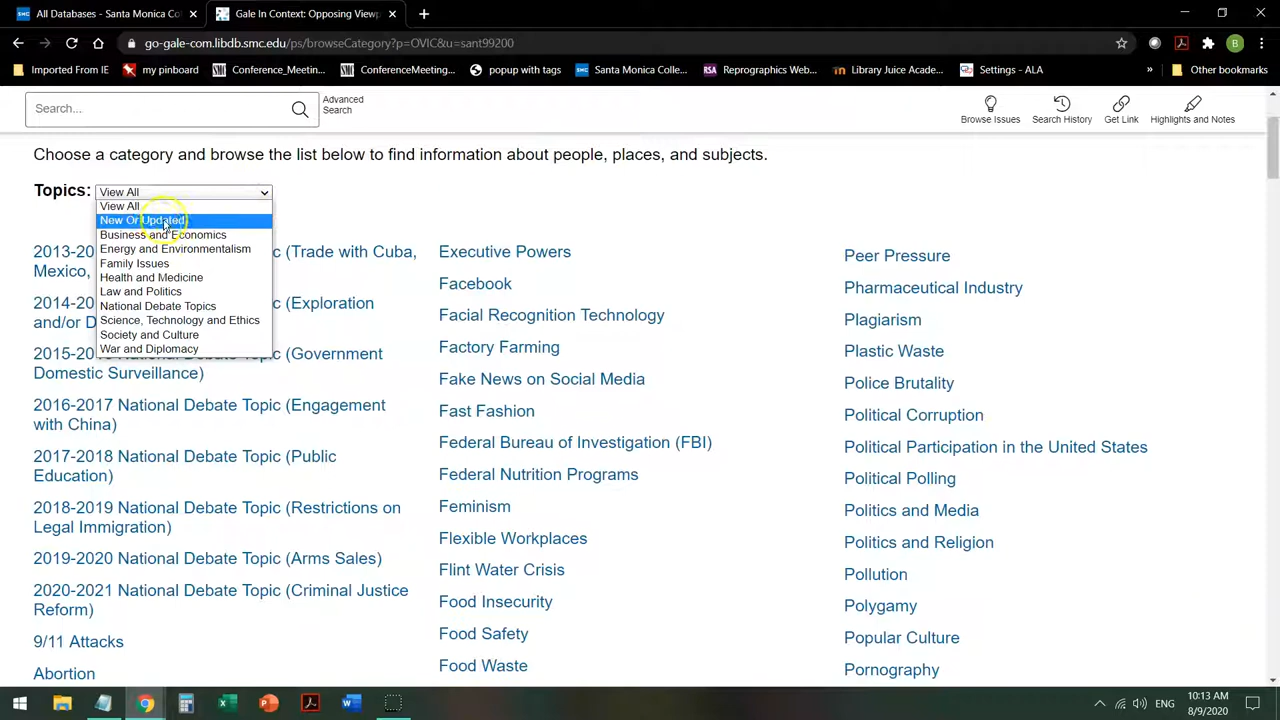 All Databases - Santa Monica Co
Gale In Context: Opposing Viewp
go-gale-com.libdb.smc.edu/ps/browseCategory?p=OVIC&u=sant99200
B
Imported From IE
my pinboard
Conference_Meetin...
ConferenceMeeting...
popup with tags
Santa Monica Colle...
RSA
Reprographics Web...
Library Juice Acade...
Settings - ALA
»
Other bookmarks
Search...
Advanced
Search
Browse Issues
Search History
Get Link
Highlights and Notes
Choose a category and browse the list below to find information about people, places, and subjects.
Topics:
View All
View All
New Or Updated
Business and Economics
Energy and Environmentalism
Family Issues
Health and Medicine
Law and Politics
National Debate Topics
Science, Technology and Ethics
Society and Culture
War and Diplomacy
2013-20
c (Trade with Cuba,
Mexico,
2014-20
c (Exploration
and/or D
2015-20
c (Government
Domestic Surveillance)
2016-2017 National Debate Topic (Engagement
with China)
2017-2018 National Debate Topic (Public
Education)
2018-2019 National Debate Topic (Restrictions on
Legal Immigration)
2019-2020 National Debate Topic (Arms Sales)
2020-2021 National Debate Topic (Criminal Justice
Reform)
9/11 Attacks
Abortion
Executive Powers
Facebook
Facial Recognition Technology
Factory Farming
Fake News on Social Media
Fast Fashion
Federal Bureau of Investigation (FBI)
Federal Nutrition Programs
Feminism
Flexible Workplaces
Flint Water Crisis
Food Insecurity
Food Safety
Food Waste
Peer Pressure
Pharmaceutical Industry
Plagiarism
Plastic Waste
Police Brutality
Political Corruption
Political Participation in the United States
Political Polling
Politics and Media
Politics and Religion
Pollution
Polygamy
Popular Culture
Pornography
ENG
10:13 AM
8/9/2020